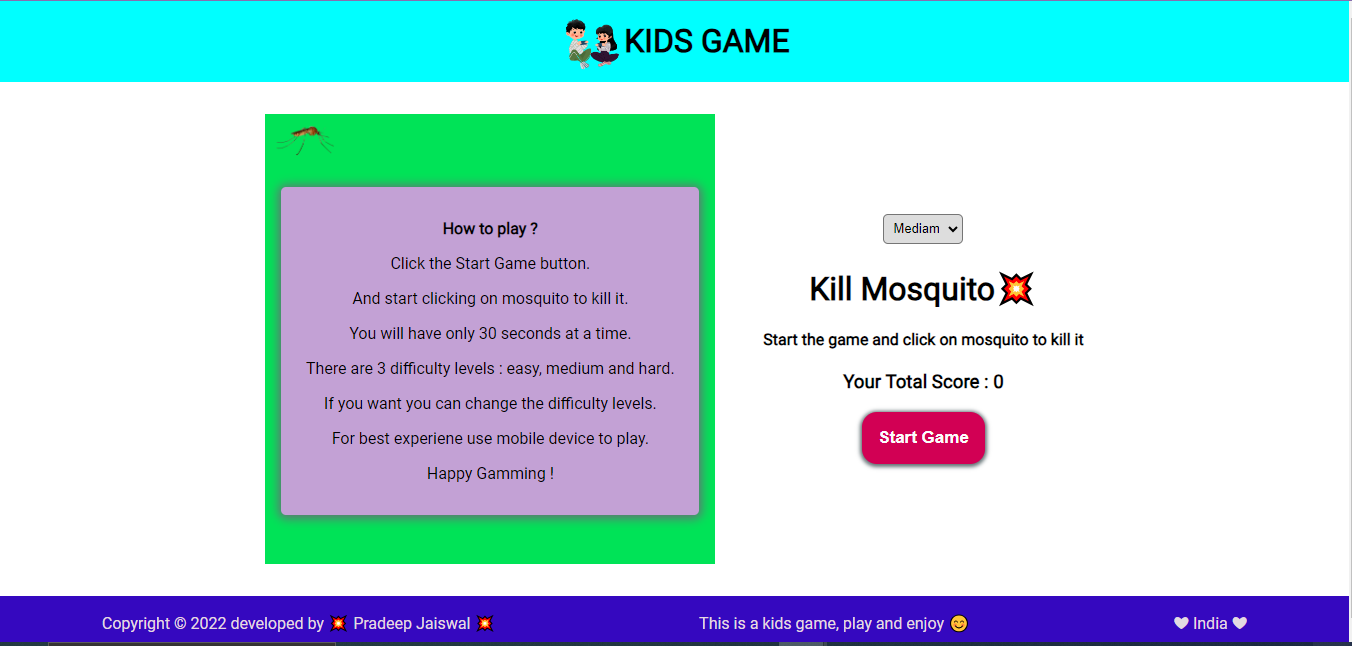 KIDS GAME
How to play ?
Click the Start Game button.
And start clicking on mosquito to kill it.
You will have only 30 seconds at a time.
There are 3 difficulty levels : easy, medium and hard.
If you want you can change the difficulty levels.
For best experiene use mobile device to play.
Happy Gamming !
Mediam
Kill Mosquito💥
Start the game and click on mosquito to kill it
Your Total Score : 0
Start Game
Copyright © 2022 developed by 💥 Pradeep Jaiswal 💥
This is a kids game, play and enjoy 😊
🤍 India 🤍